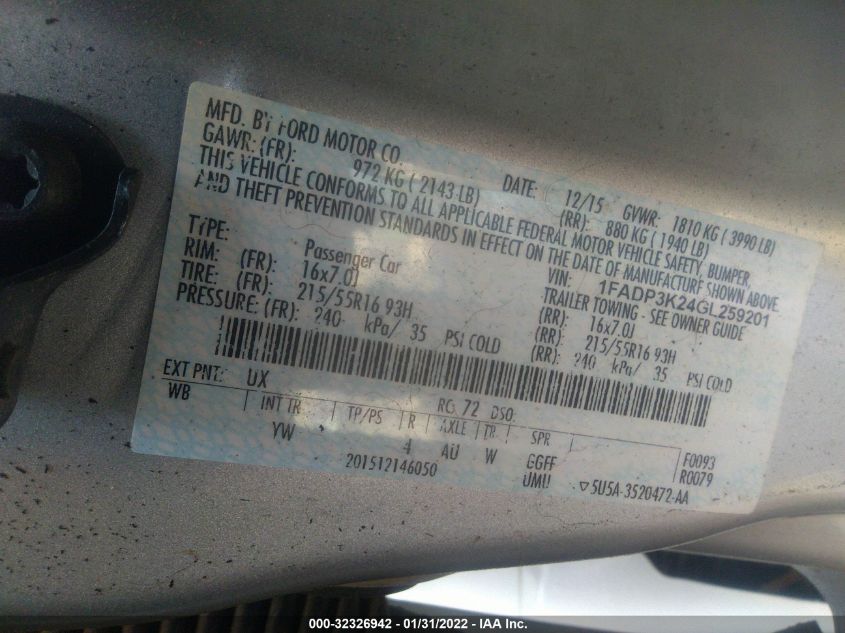 MFD. BY FORD MOTOR CO. DATE: 12/15 GVWR: 1810 KG ( 3990 LB)
GAWR: (FR): 972 KG ( 2143 LB) (RR): 880 KG ( 1940 LB)
THIS VEHICLE CONFORMS TO ALL APPLICABLE FEDERAL MOTOR VEHICLE SAFETY, BUMPER,
AND THEFT PREVENTION STANDARDS IN EFFECT ON THE DATE OF MANUFACTURE SHOWN ABOVE.
VIN: 1FADP3K24GL259201
TYPE: Passenger Car TRAILER TOWING - SEE OWNER GUIDE
RIM: (FR): 16x7.0J (RR): 16x7.0J
TIRE: (FR): 215/55R16 93H (RR): 215/55R16 93H
PRESSURE: (FR): 240 kPa/ 35 PSI COLD (RR): 240 kPa/ 35 PSI COLD
EXT PNT: UX RC: 72 DSO:
WB INT TR TP/PS R AXLE TR SPR F0093
YW 4 AU W GGFF R0079
201512146050 UMU ▽5U5A-3520472-AA
000-32326942 - 01/31/2022 - IAA Inc.